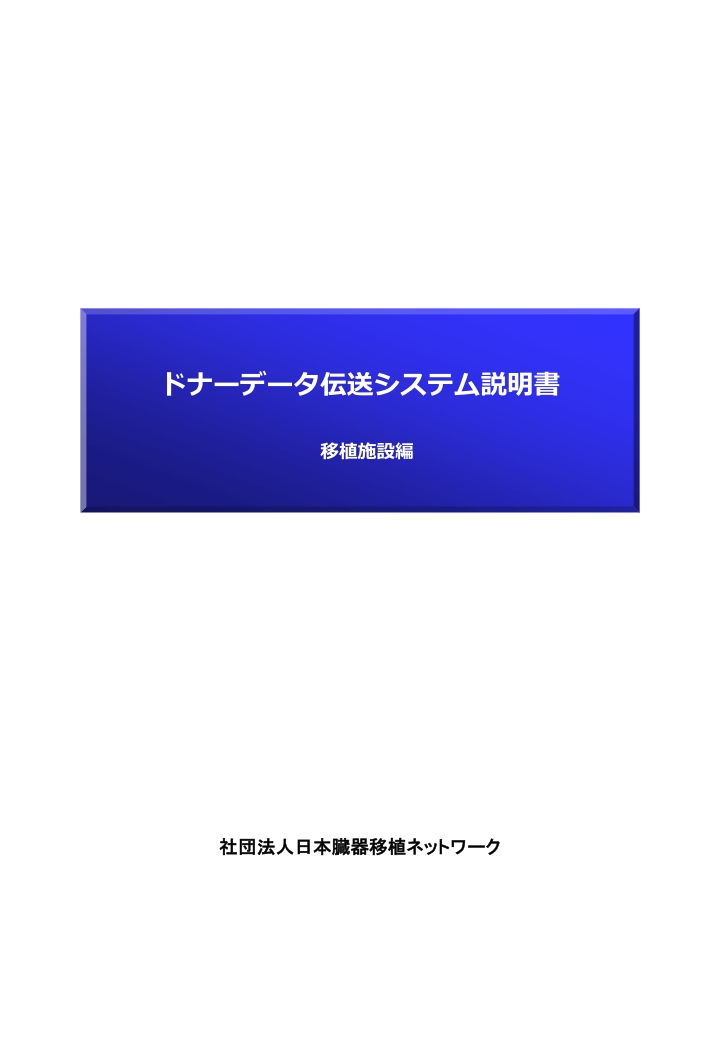 ドナーデータ伝送システム説明書
移植施設編
社団法人日本臓器移植ネットワーク